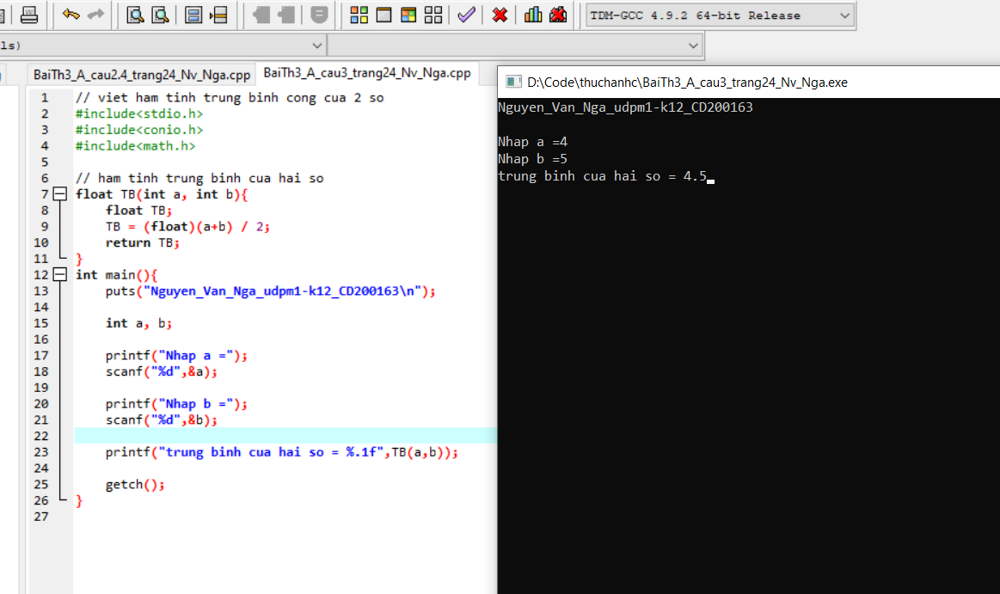 TDM-GCC 4.9.2 64-bit Release
ls)
BaiTh3_A_cau2.4_trang24_Nv_Nga.cpp BaiTh3_A_cau3_trang24_Nv_Nga.cpp
1 // viet ham tinh trung binh cong cua 2 so
2 #include<stdio.h>
3 #include<conio.h>
4 #include<math.h>
5
6 // ham tinh trung binh cua hai so
7 float TB(int a, int b){
8 float TB;
9 TB = (float)(a+b) / 2;
10 return TB;
11 }
12 int main(){
13 puts("Nguyen_Van_Nga_udpm1-k12_CD200163\n");
14
15 int a, b;
16
17 printf("Nhap a =");
18 scanf("%d",&a);
19
20 printf("Nhap b =");
21 scanf("%d",&b);
22
23 printf("trung binh cua hai so = %.1f",TB(a,b));
24
25 getch();
26 }
27
D:\Code\thuchanhc\BaiTh3_A_cau3_trang24_Nv_Nga.exe
Nguyen_Van_Nga_udpm1-k12_CD200163
Nhap a =4
Nhap b =5
trung binh cua hai so = 4.5